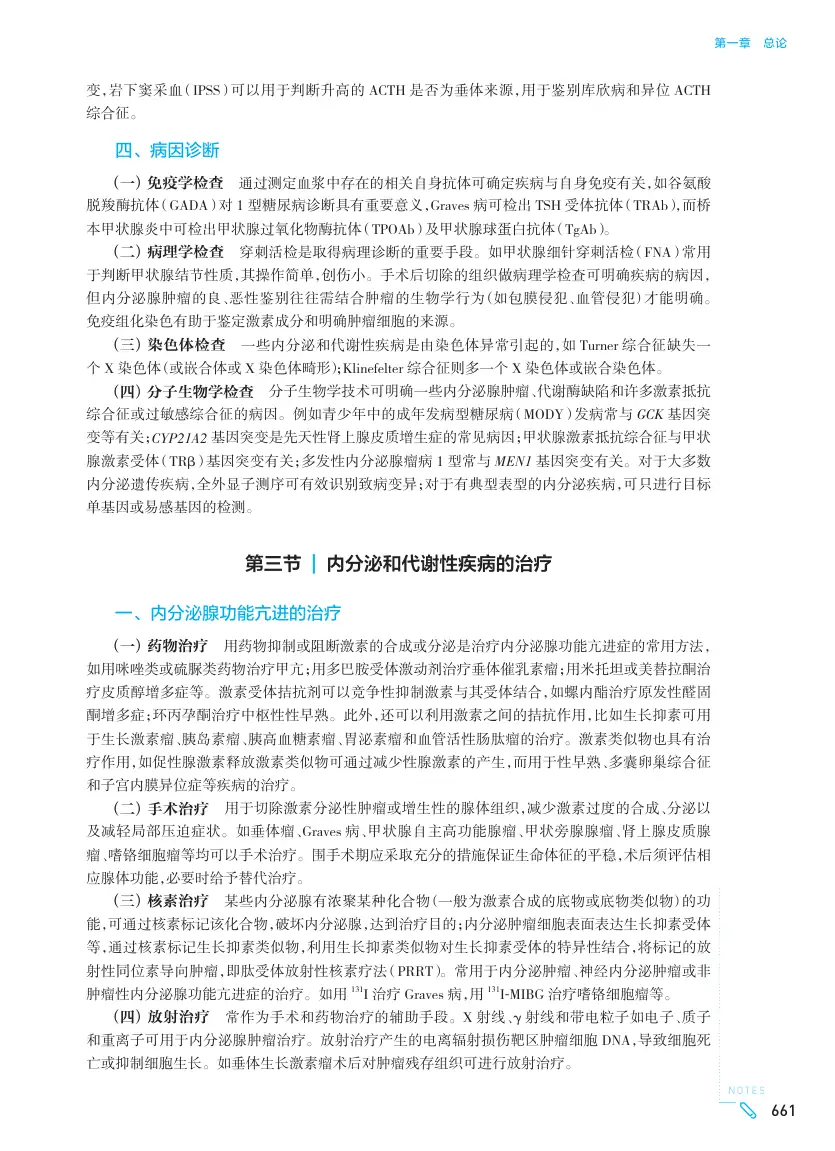 第一章 总论
变,岩下窦采血(IPSS)可以用于判断升高的 ACTH 是否为垂体来源,用于鉴别库欣病和异位 ACTH
综合征。
四、病因诊断
(一) 免疫学检查 通过测定血浆中存在的相关自身抗体可确定疾病与自身免疫有关,如谷氨酸
脱羧酶抗体(GADA)对 1 型糖尿病诊断具有重要意义,Graves 病可检出 TSH 受体抗体(TRAb),而桥
本甲状腺炎中可检出甲状腺过氧化物酶抗体(TPOAb)及甲状腺球蛋白抗体(TgAb)。
(二) 病理学检查 穿刺活检是取得病理诊断的重要手段。如甲状腺细针穿刺活检(FNA)常用
于判断甲状腺结节性质,其操作简单,创伤小。手术后切除的组织做病理学检查可明确疾病的病因,
但内分泌腺肿瘤的良、恶性鉴别往往需结合肿瘤的生物学行为(如包膜侵犯、血管侵犯)才能明确。
免疫组化染色有助于鉴定激素成分和明确肿瘤细胞的来源。
(三) 染色体检查 一些内分泌和代谢性疾病是由染色体异常引起的,如 Turner 综合征缺失一
个 X 染色体(或嵌合体或 X 染色体畸形);Klinefelter 综合征则多一个 X 染色体或嵌合染色体。
(四) 分子生物学检查 分子生物学技术可明确一些内分泌腺肿瘤、代谢酶缺陷和许多激素抵抗
综合征或过敏感综合征的病因。例如青少年中的成年发病型糖尿病(MODY)发病常与 GCK 基因突
变等有关;CYP21A2 基因突变是先天性肾上腺皮质增生症的常见病因;甲状腺激素抵抗综合征与甲状
腺激素受体(TRβ)基因突变有关;多发性内分泌腺瘤病 1 型常与 MEN1 基因突变有关。对于大多数
内分泌遗传疾病,全外显子测序可有效识别致病变异;对于有典型表型的内分泌疾病,可只进行目标
单基因或易感基因的检测。
第三节 | 内分泌和代谢性疾病的治疗
一、内分泌腺功能亢进的治疗
(一) 药物治疗 用药物抑制或阻断激素的合成或分泌是治疗内分泌腺功能亢进症的常用方法,
如用咪唑类或硫脲类药物治疗甲亢;用多巴胺受体激动剂治疗垂体催乳素瘤;用米托坦或美替拉酮治
疗皮质醇增多症等。激素受体拮抗剂可以竞争性抑制激素与其受体结合,如螺内酯治疗原发性醛固
酮增多症;环丙孕酮治疗中枢性性早熟。此外,还可以利用激素之间的拮抗作用,比如生长抑素可用
于生长激素瘤、胰岛素瘤、胰高血糖素瘤、胃泌素瘤和血管活性肠肽瘤的治疗。激素类似物也具有治
疗作用,如促性腺激素释放激素类似物可通过减少性腺激素的产生,而用于性早熟、多囊卵巢综合征
和子宫内膜异位症等疾病的治疗。
(二) 手术治疗 用于切除激素分泌性肿瘤或增生性的腺体组织,减少激素过度的合成、分泌以
及减轻局部压迫症状。如垂体瘤、Graves 病、甲状腺自主高功能腺瘤、甲状旁腺腺瘤、肾上腺皮质腺
瘤、嗜铬细胞瘤等均可以手术治疗。围手术期应采取充分的措施保证生命体征的平稳,术后须评估相
应腺体功能,必要时给予替代治疗。
(三) 核素治疗 某些内分泌腺有浓聚某种化合物(一般为激素合成的底物或底物类似物)的功
能,可通过核素标记该化合物,破坏内分泌腺,达到治疗目的;内分泌肿瘤细胞表面表达生长抑素受体
等,通过核素标记生长抑素类似物,利用生长抑素类似物对生长抑素受体的特异性结合,将标记的放
射性同位素导向肿瘤,即肽受体放射性核素疗法(PRRT)。常用于内分泌肿瘤、神经内分泌肿瘤或非
肿瘤性内分泌腺功能亢进症的治疗。如用 ¹³¹I 治疗 Graves 病,用 ¹³¹I-MIBG 治疗嗜铬细胞瘤等。
(四) 放射治疗 常作为手术和药物治疗的辅助手段。X 射线、γ 射线和带电粒子如电子、质子
和重离子可用于内分泌腺肿瘤治疗。放射治疗产生的电离辐射损伤靶区肿瘤细胞 DNA,导致细胞死
亡或抑制细胞生长。如垂体生长激素瘤术后对肿瘤残存组织可进行放射治疗。
NOTES
661